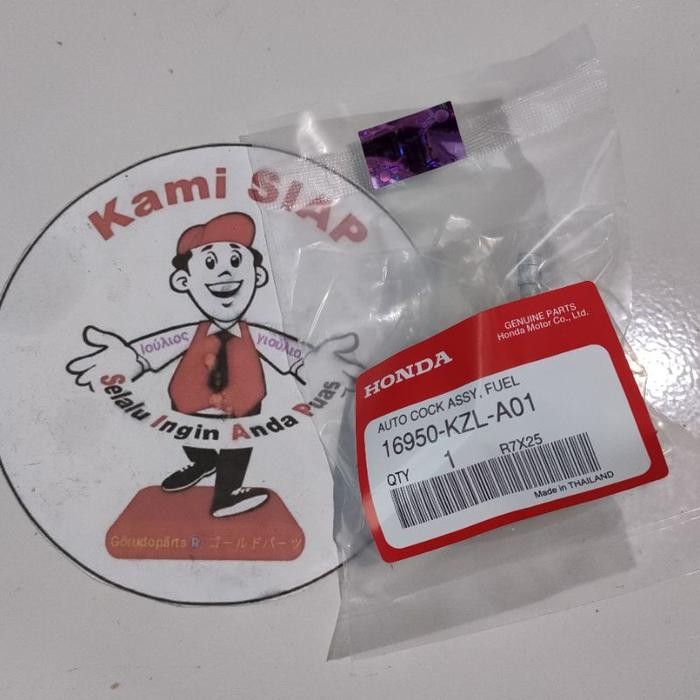 Kami SIAP
Ιούλιος γιούλιο
Selalu Ingin Anda Puas
Gōrudopātsu R ゴールドパーツ
GENUINE PARTS
Honda Motor Co., Ltd.
HONDA
AUTO COCK ASSY, FUEL
16950-KZL-A01
QTY 1 R7X25
Made in THAILAND